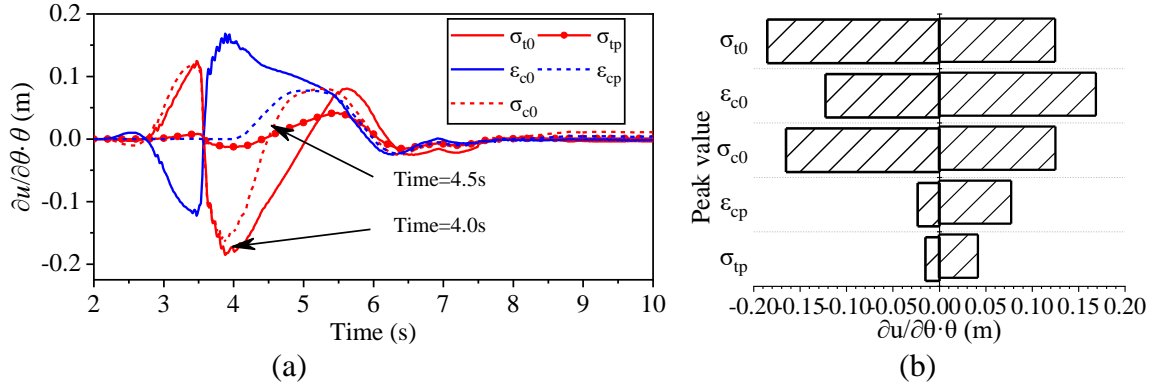 (a)
σt0 σtp
εc0 εcp
σc0
0.2
0.1
0.0
-0.1
-0.2
∂u/∂θ·θ (m)
Time=4.5s
Time=4.0s
2 3 4 5 6 7 8 9 10
Time (s)
(a)
Peak value
σt0
εc0
σc0
εcp
σtp
-0.20 -0.15 -0.10 -0.05 0.00 0.05 0.10 0.15 0.20
∂u/∂θ·θ (m)
(b)